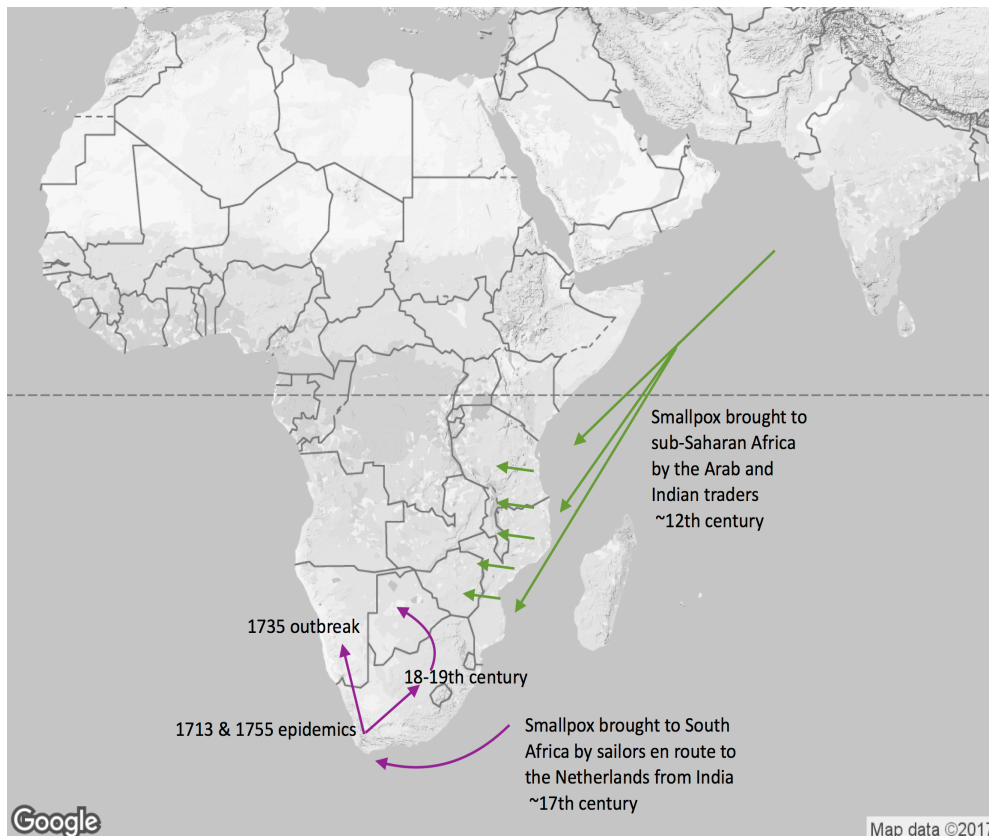 Smallpox brought to
sub-Saharan Africa
by the Arab and
Indian traders
~12th century
1735 outbreak
18-19th century
1713 & 1755 epidemics
Smallpox brought to South
Africa by sailors en route to
the Netherlands from India
~17th century
Google
Map data ©2017